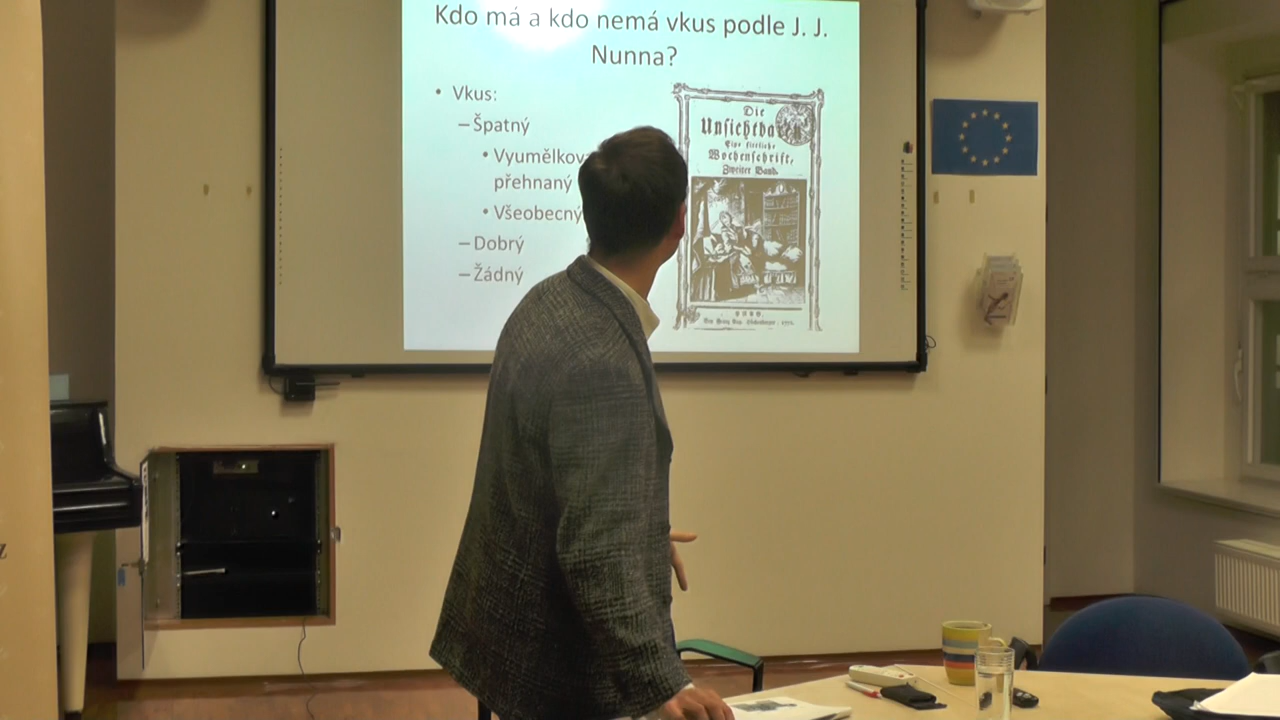 Kdo má a kdo nemá vkus podle J. J.
Nunna?
• Vkus:
– Špatný
• Vyumělkov
přehnaný
• Všeobecný
– Dobrý
– Žádný
Die
Unsichtbaren
Eine sittliche
Wochenschrift,
Zweiter Band.